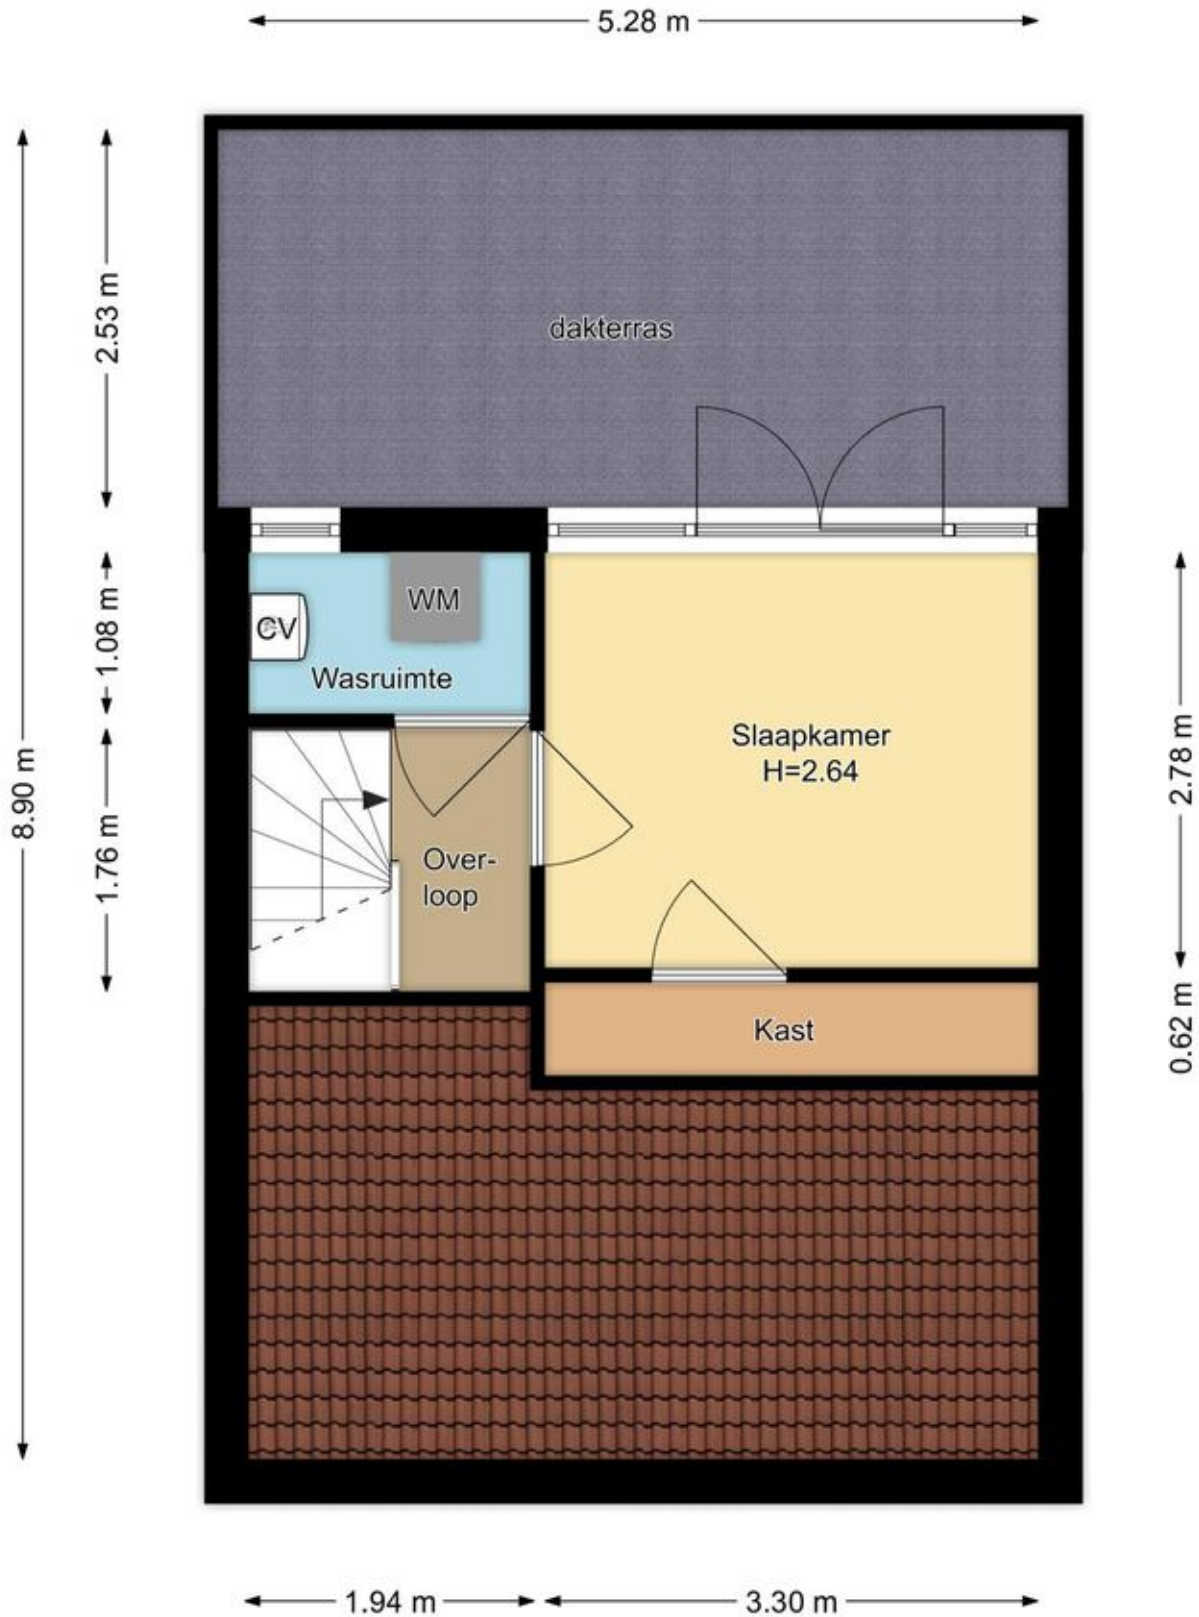 5.28 m
8.90 m
2.53 m
dakterras
1.08 m
CV
WM
Wasruimte
1.76 m
Over-
loop
Slaapkamer
H=2.64
2.78 m
Kast
0.62 m
1.94 m
3.30 m